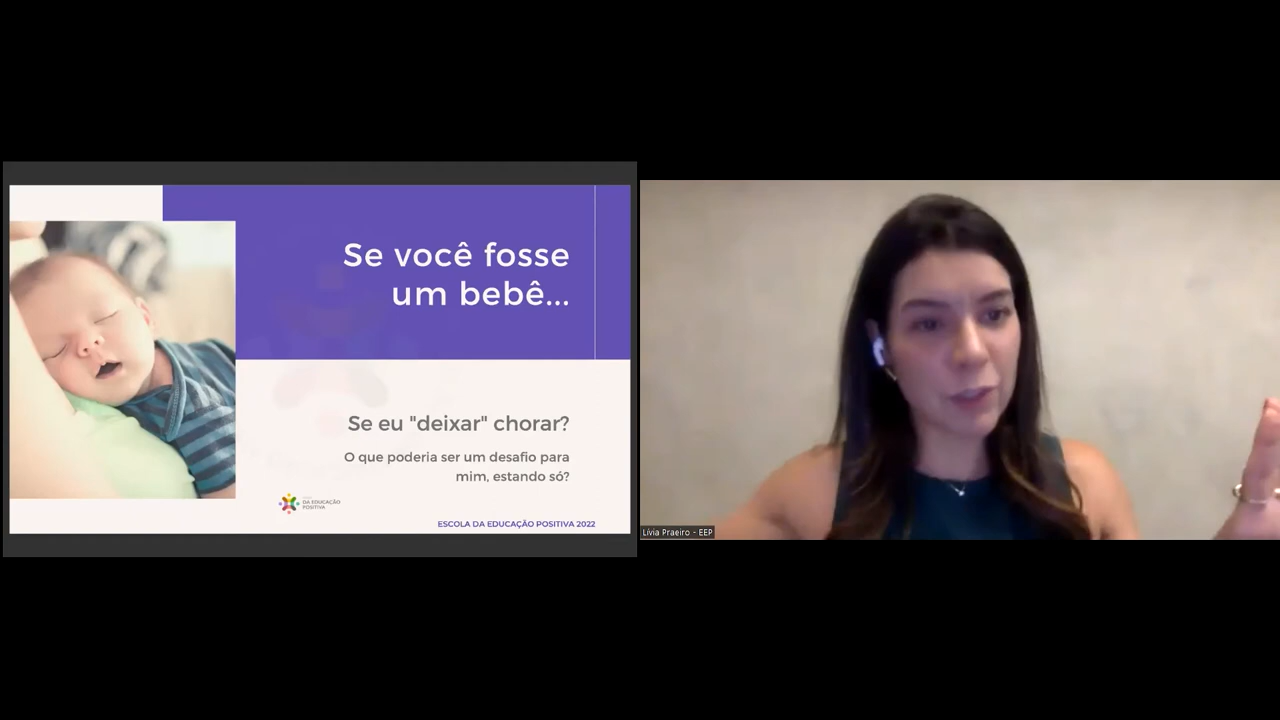 Se você fosse
um bebê...
Se eu "deixar" chorar?
O que poderia ser um desafio para
mim, estando só?
DA EDUCAÇÃO
POSITIVA
ESCOLA DA EDUCAÇÃO POSITIVA 2022
Lívia Praeiro - EEP